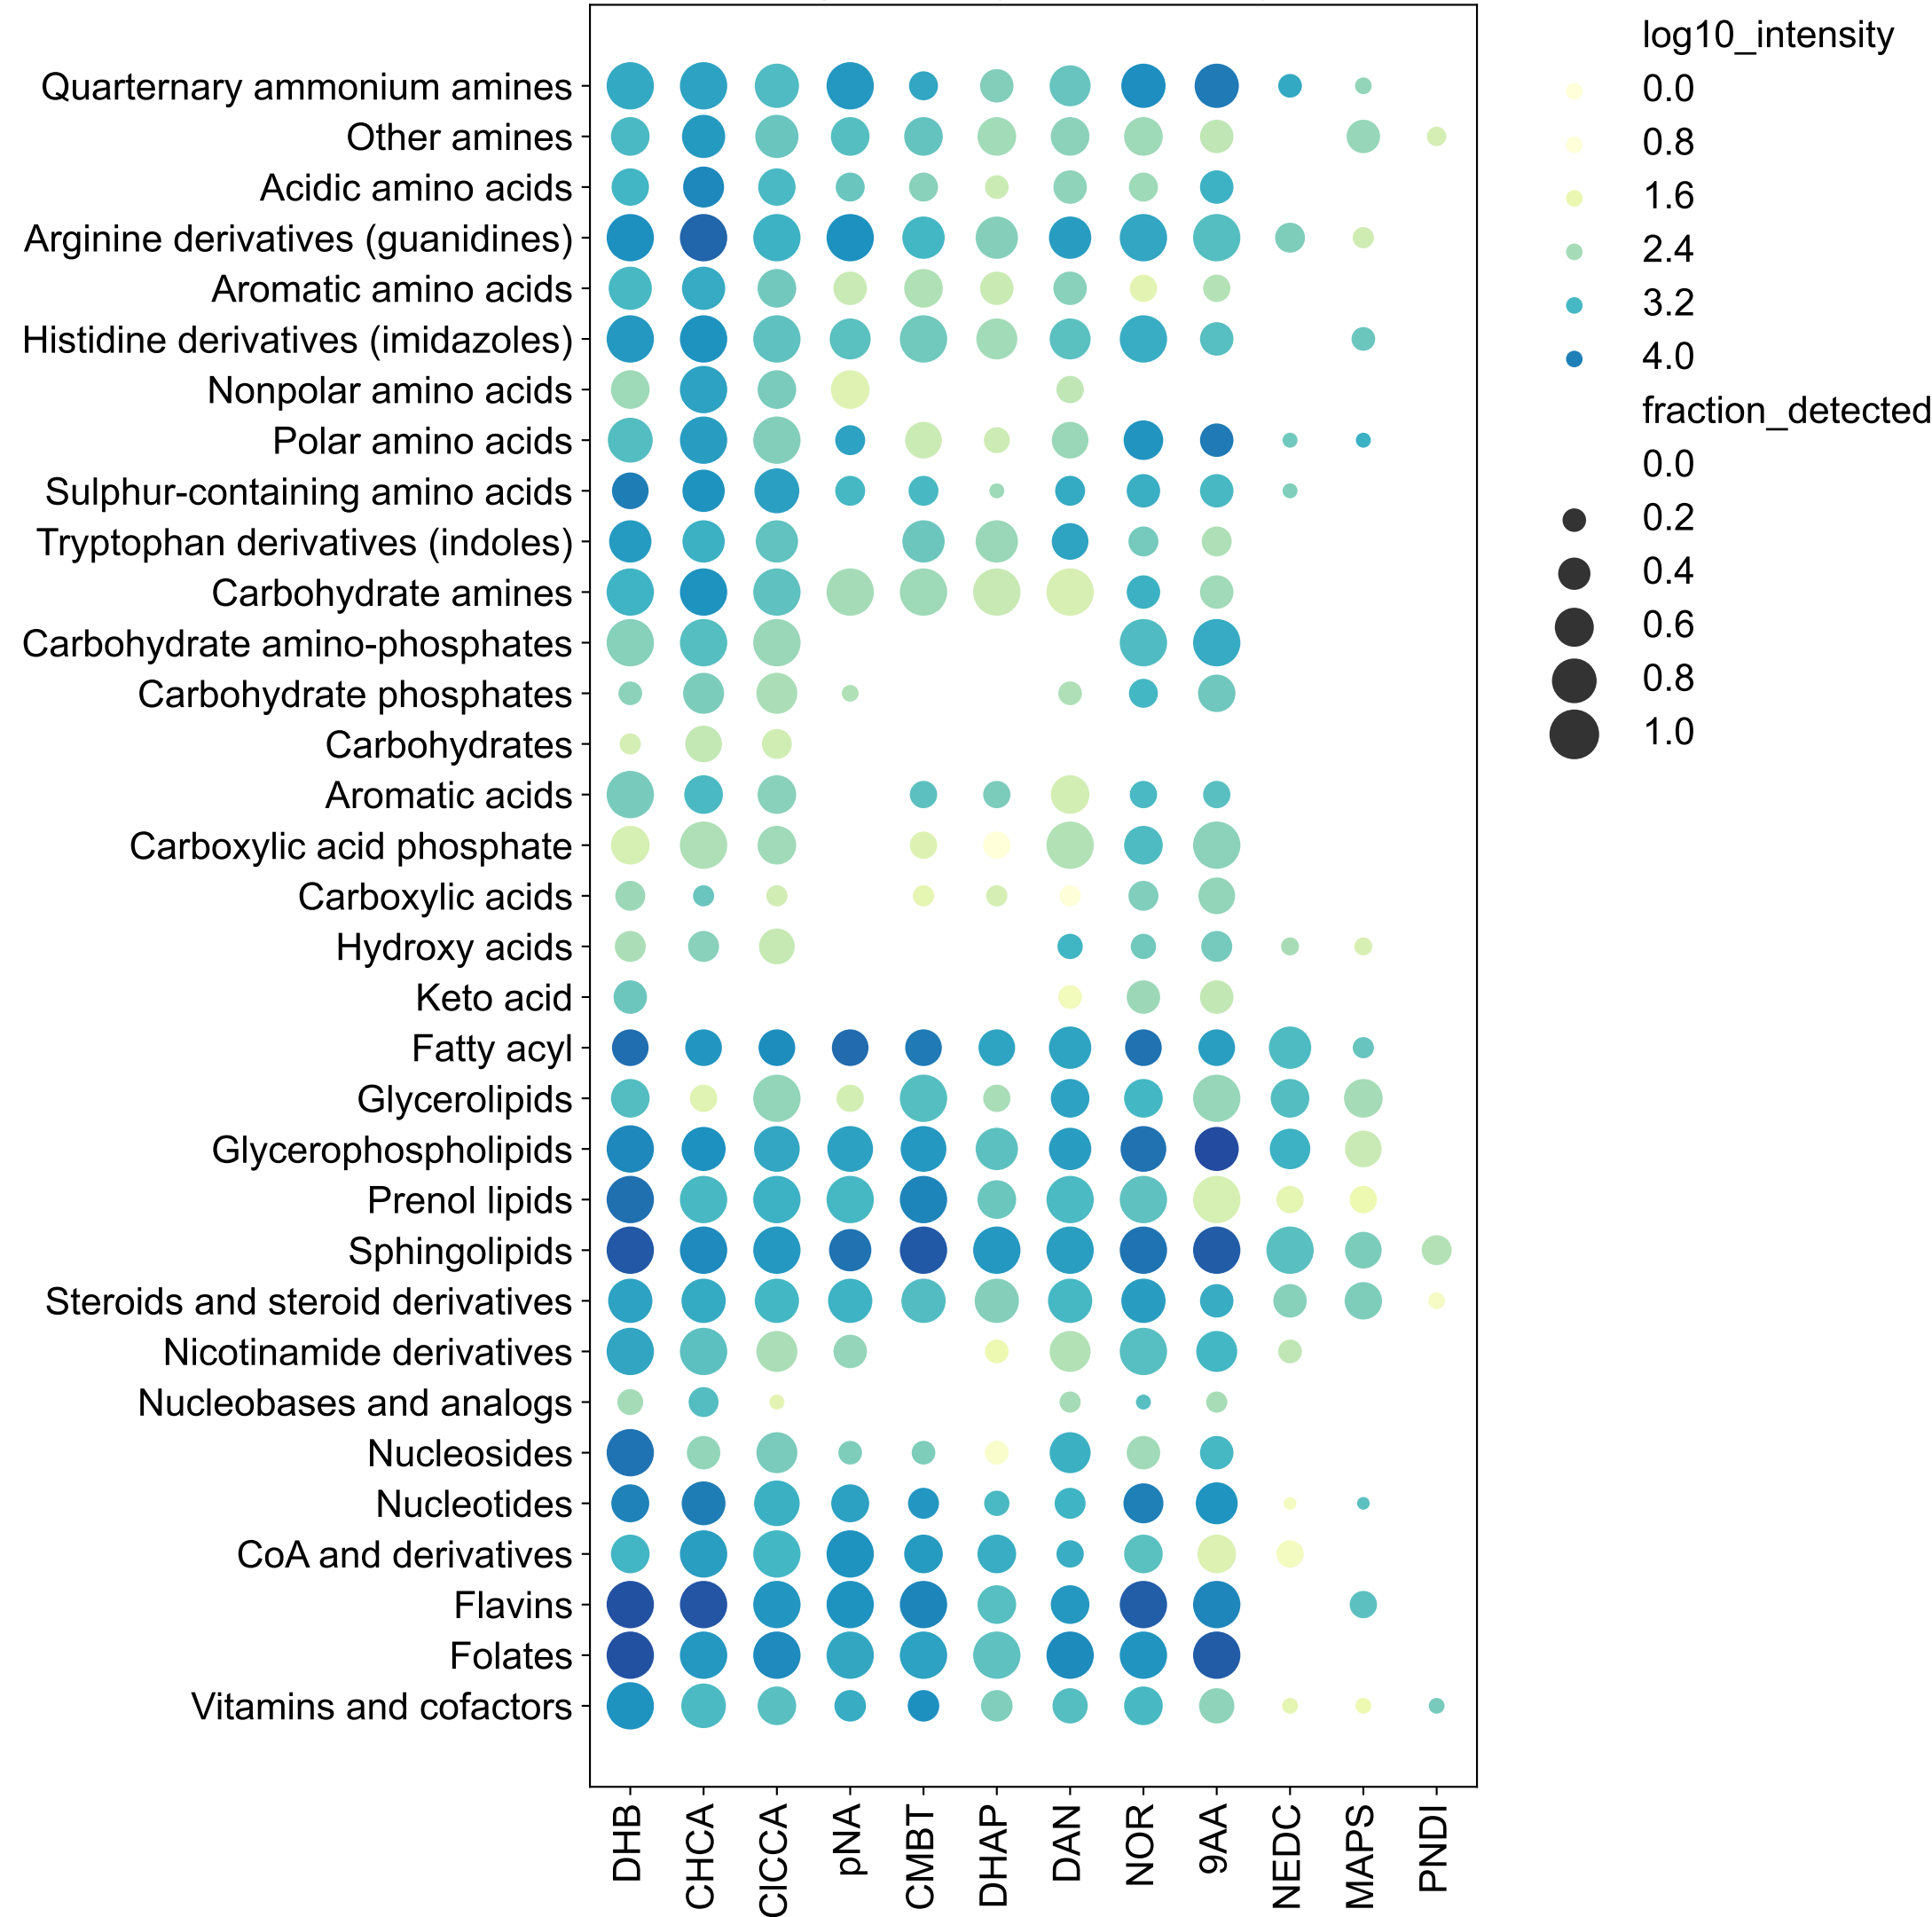 Quarternary ammonium amines
Other amines
Acidic amino acids
Arginine derivatives (guanidines)
Aromatic amino acids
Histidine derivatives (imidazoles)
Nonpolar amino acids
Polar amino acids
Sulphur-containing amino acids
Tryptophan derivatives (indoles)
Carbohydrate amines
Carbohydrate amino-phosphates
Carbohydrate phosphates
Carbohydrates
Aromatic acids
Carboxylic acid phosphate
Carboxylic acids
Hydroxy acids
Keto acid
Fatty acyl
Glycerolipids
Glycerophospholipids
Prenol lipids
Sphingolipids
Steroids and steroid derivatives
Nicotinamide derivatives
Nucleobases and analogs
Nucleosides
Nucleotides
CoA and derivatives
Flavins
Folates
Vitamins and cofactors
DHB
CHCA
ClCCA
pNA
CMBT
DHAP
DAN
NOR
9AA
NEDC
MAPS
PNDI
log10_intensity
0.0
0.8
1.6
2.4
3.2
4.0
fraction_detected
0.0
0.2
0.4
0.6
0.8
1.0